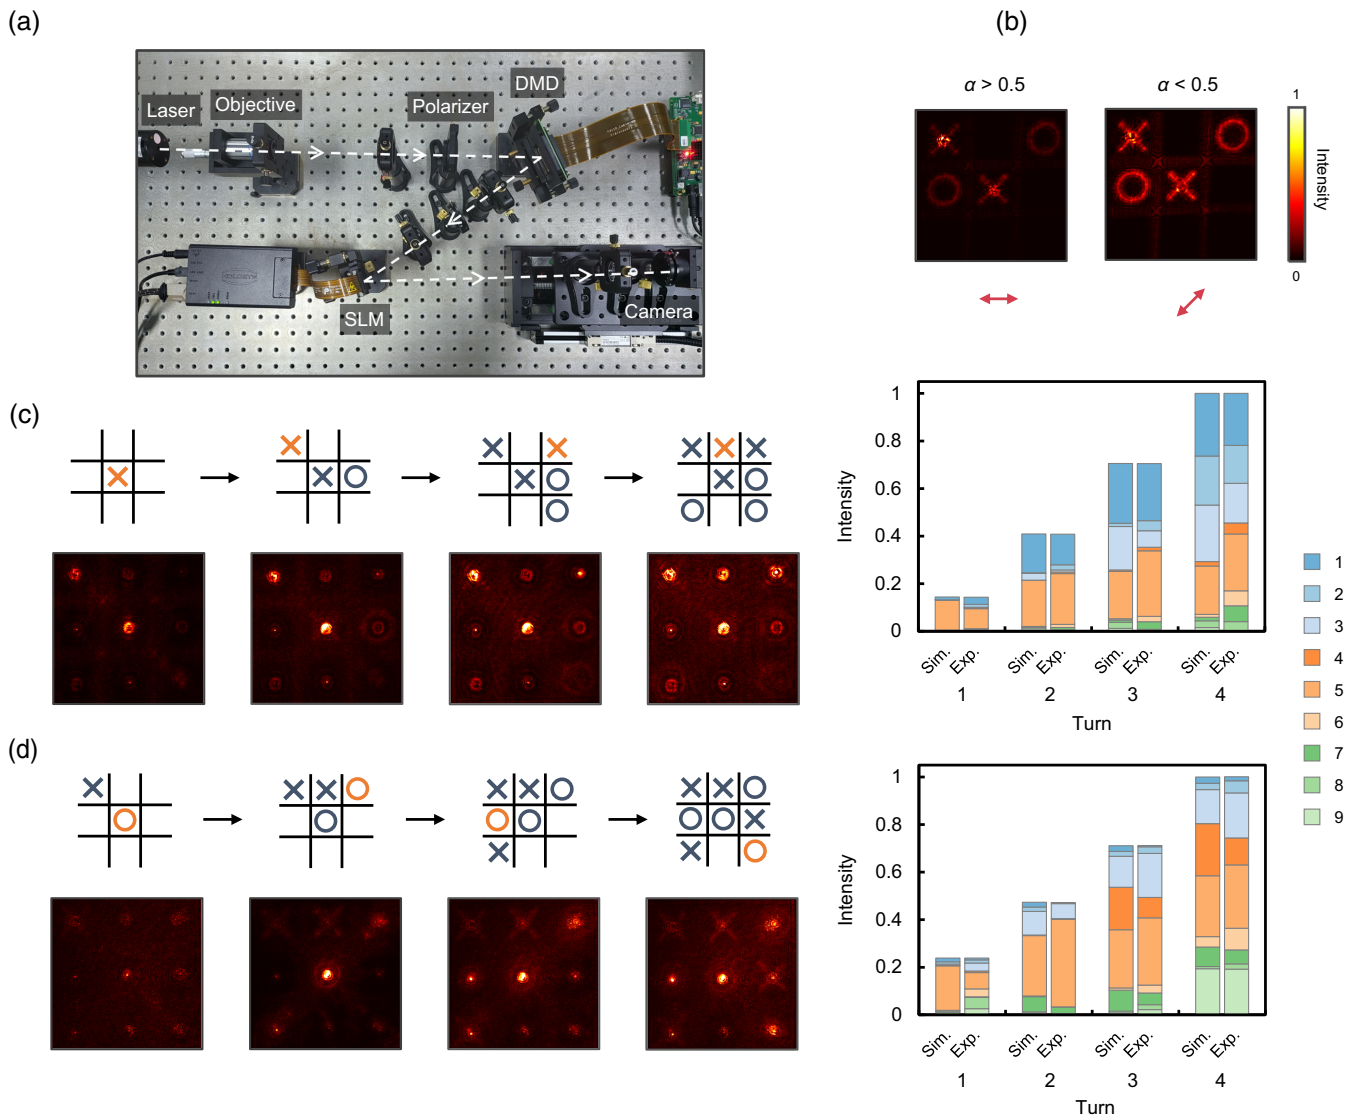 (a)
Laser
Objective
Polarizer
DMD
SLM
Camera
(b)
α > 0.5
α < 0.5
1
0
Intensity
(c)
Intensity
1
0.8
0.6
0.4
0.2
0
Sim. Exp. Sim. Exp. Sim. Exp. Sim. Exp.
1 2 3 4
Turn
1
2
3
4
5
6
7
8
9
(d)
Intensity
1
0.8
0.6
0.4
0.2
0
Sim. Exp. Sim. Exp. Sim. Exp. Sim. Exp.
1 2 3 4
Turn